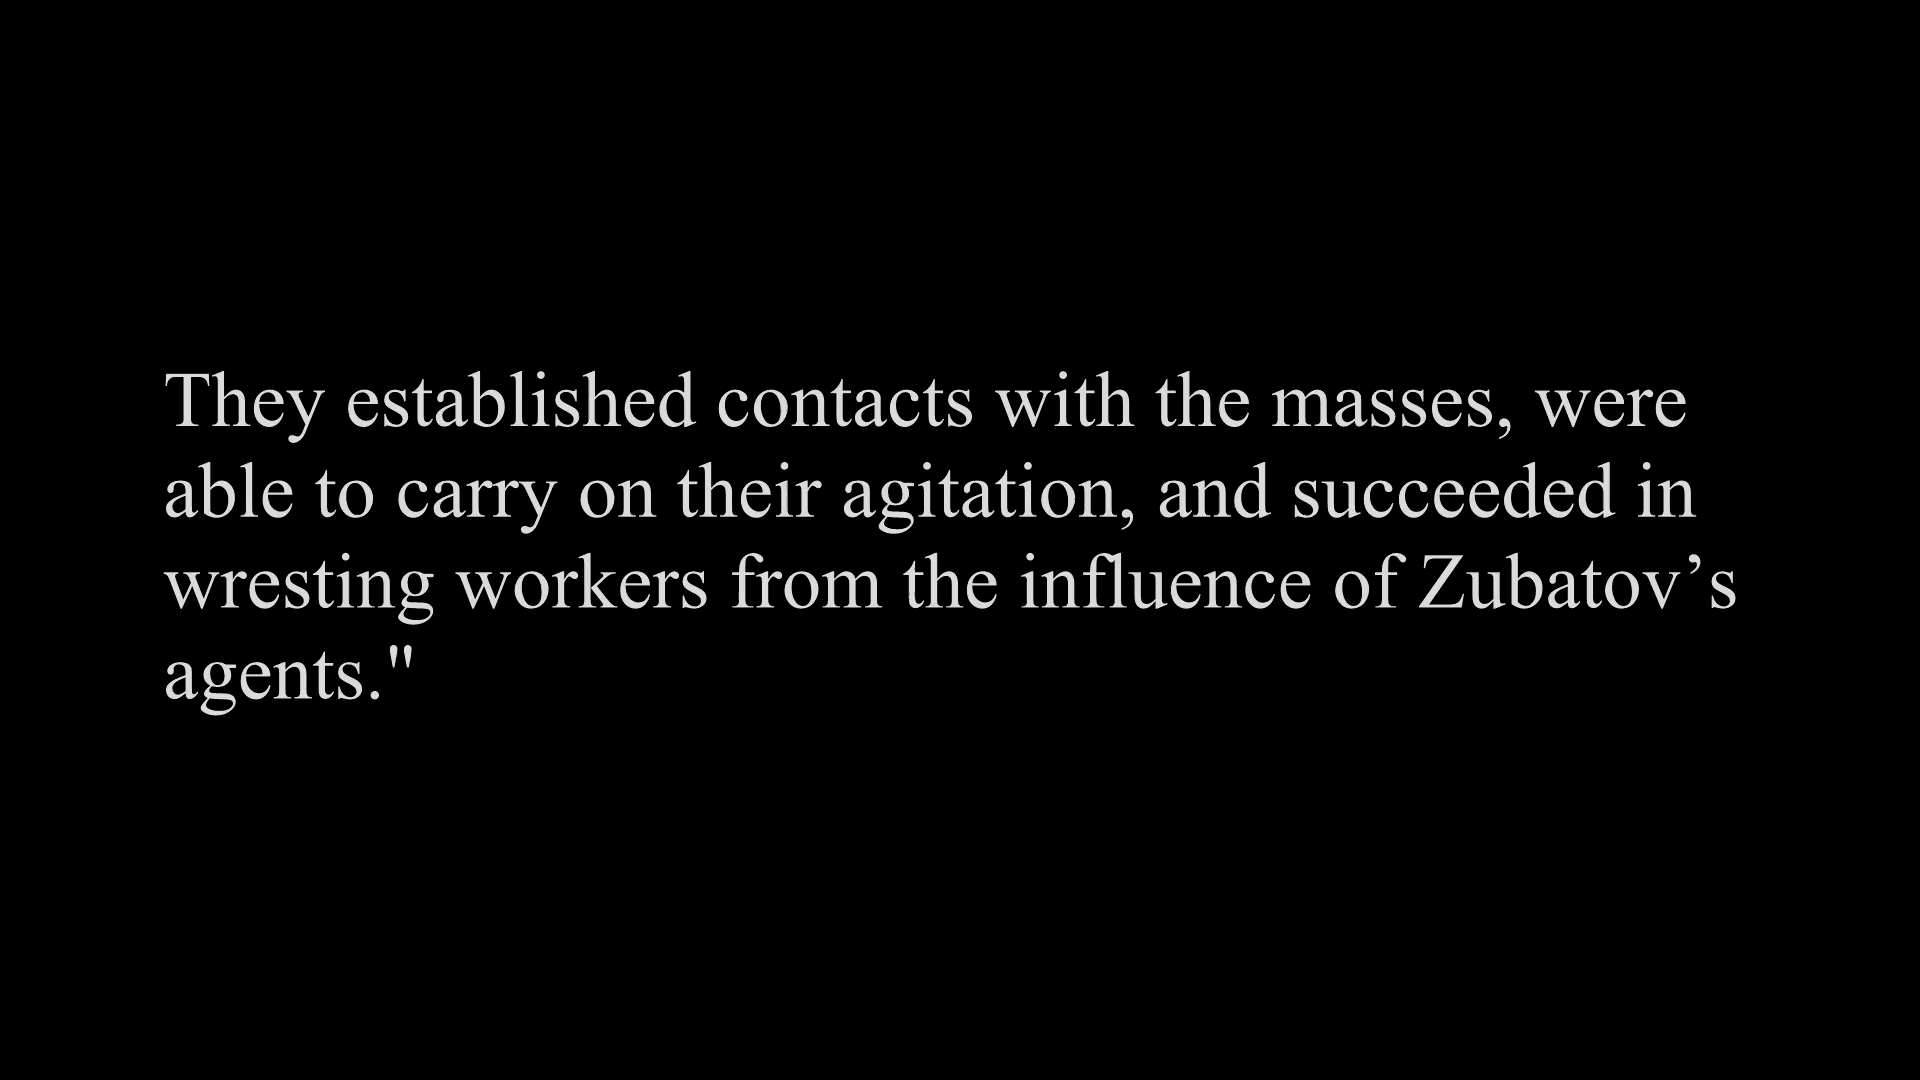 They established contacts with the masses, were
able to carry on their agitation, and succeeded in
wresting workers from the influence of Zubatov’s
agents."